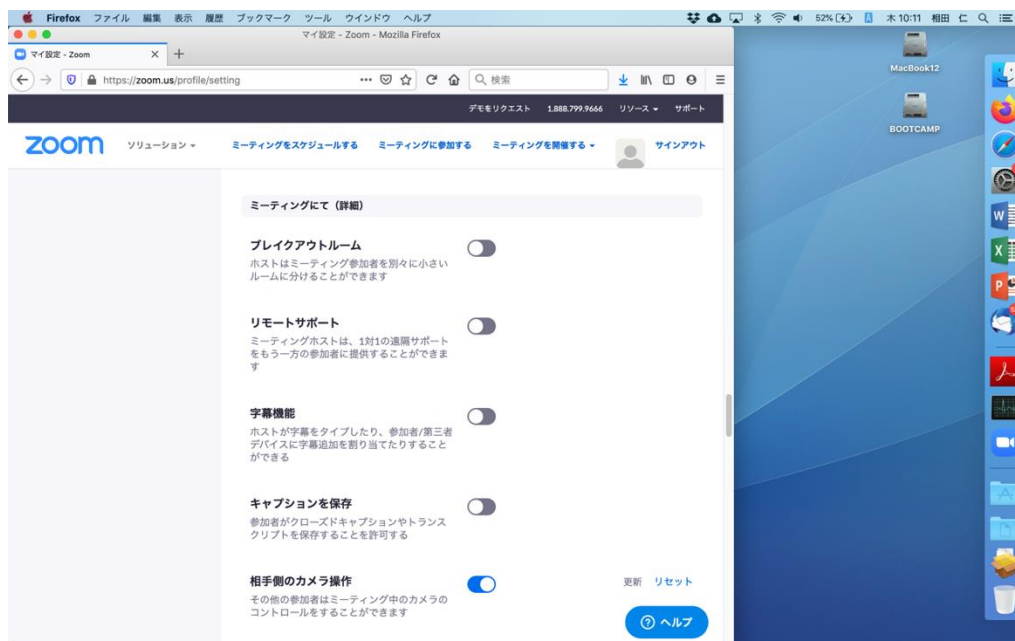 Firefox ファイル 編集 表示 履歴 ブックマーク ツール ウインドウ ヘルプ 52% 木 10:11 相田 仁
マイ設定 - Zoom - Mozilla Firefox
マイ設定 - Zoom
https://zoom.us/profile/setting 検索
デモをリクエスト 1.888.799.9666 リソース サポート
zoom ソリューション ミーティングをスケジュールする ミーティングに参加する ミーティングを開催する サインアウト
ミーティングにて（詳細）
ブレイクアウトルーム
ホストはミーティング参加者を別々に小さい
ルームに分けることができます
リモートサポート
ミーティングホストは、1対1の遠隔サポート
をもう一方の参加者に提供することができま
す
字幕機能
ホストが字幕をタイプしたり、参加者/第三者
デバイスに字幕追加を割り当てたりすること
ができる
キャプションを保存
参加者がクローズドキャプションやトランス
クリプトを保存することを許可する
相手側のカメラ操作 更新 リセット
その他の参加者はミーティング中のカメラの
コントロールをすることができます
ヘルプ
MacBook12
BOOTCAMP